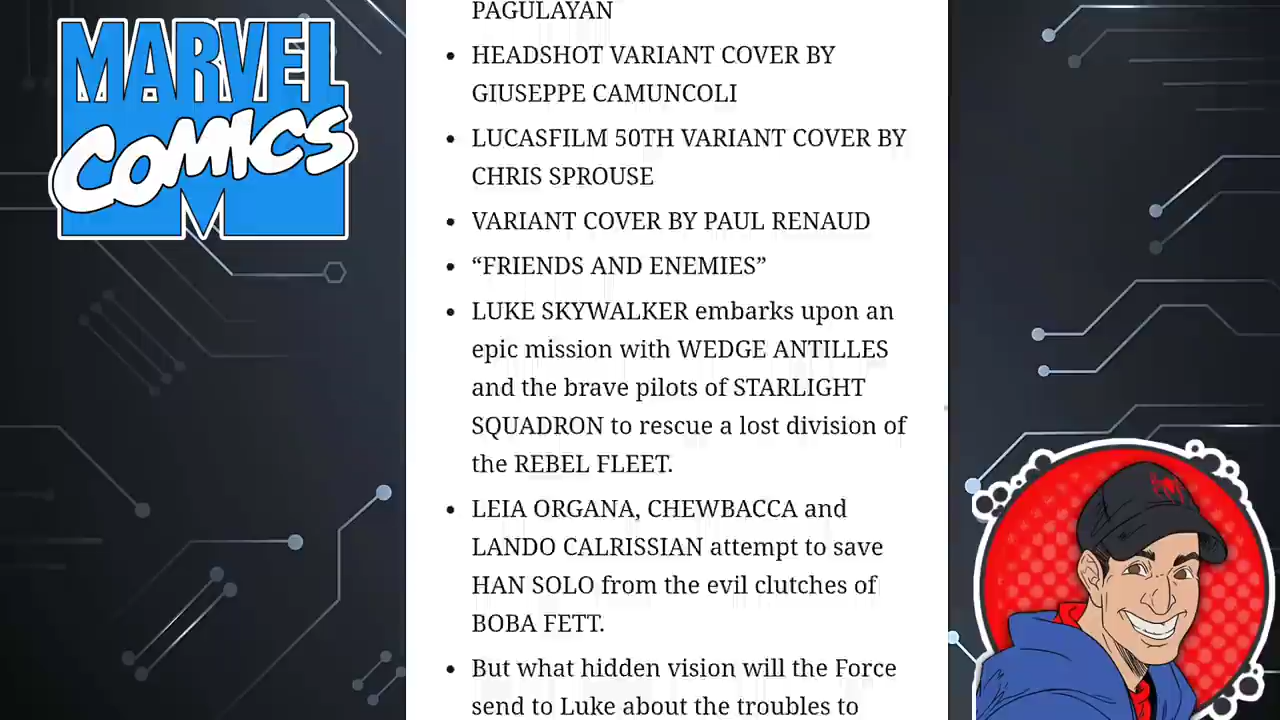 MARVEL
COMICS
M
PAGULAYAN
• HEADSHOT VARIANT COVER BY
GIUSEPPE CAMUNCOLI
• LUCASFILM 50TH VARIANT COVER BY
CHRIS SPROUSE
• VARIANT COVER BY PAUL RENAUD
• “FRIENDS AND ENEMIES”
• LUKE SKYWALKER embarks upon an
epic mission with WEDGE ANTILLES
and the brave pilots of STARLIGHT
SQUADRON to rescue a lost division of
the REBEL FLEET.
• LEIA ORGANA, CHEWBACCA and
LANDO CALRISSIAN attempt to save
HAN SOLO from the evil clutches of
BOBA FETT.
• But what hidden vision will the Force
send to Luke about the troubles to